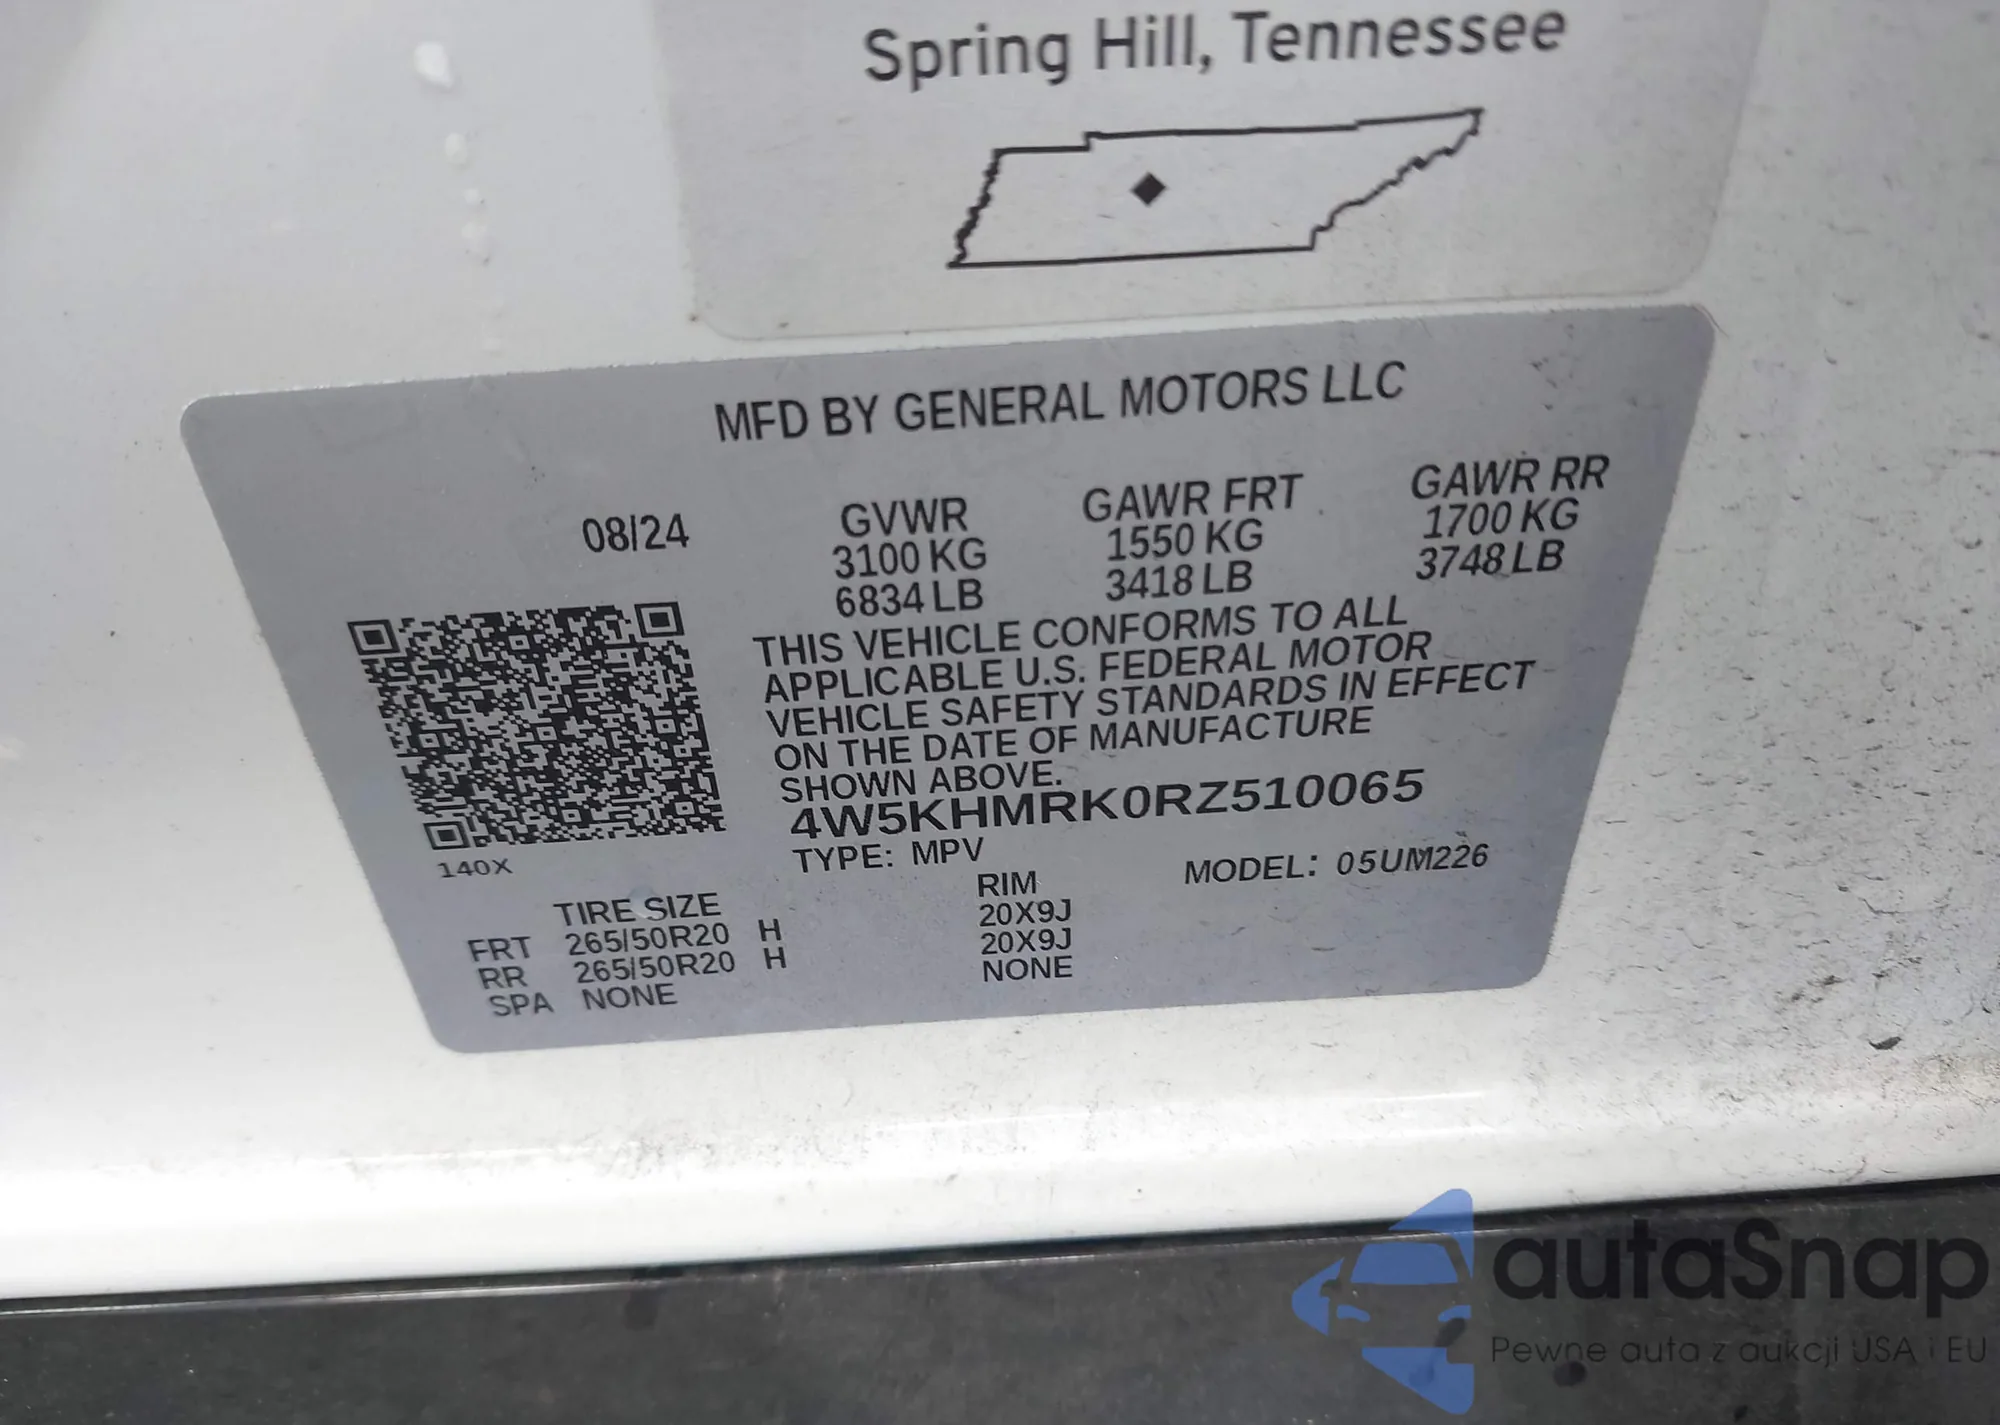 Spring Hill, Tennessee
MFD BY GENERAL MOTORS LLC
08/24
GVWR
3100 KG
6834 LB
GAWR FRT
1550 KG
3418 LB
GAWR RR
1700 KG
3748 LB
THIS VEHICLE CONFORMS TO ALL
APPLICABLE U.S. FEDERAL MOTOR
VEHICLE SAFETY STANDARDS IN EFFECT
ON THE DATE OF MANUFACTURE
SHOWN ABOVE.
4W5KHMRK0RZ510065
TYPE: MPV
MODEL: 05UM226
140X
TIRE SIZE RIM
FRT 265/50R20 H 20X9J
RR 265/50R20 H 20X9J
SPA NONE NONE
autaSnap
Pewne auta z aukcji USA i EU